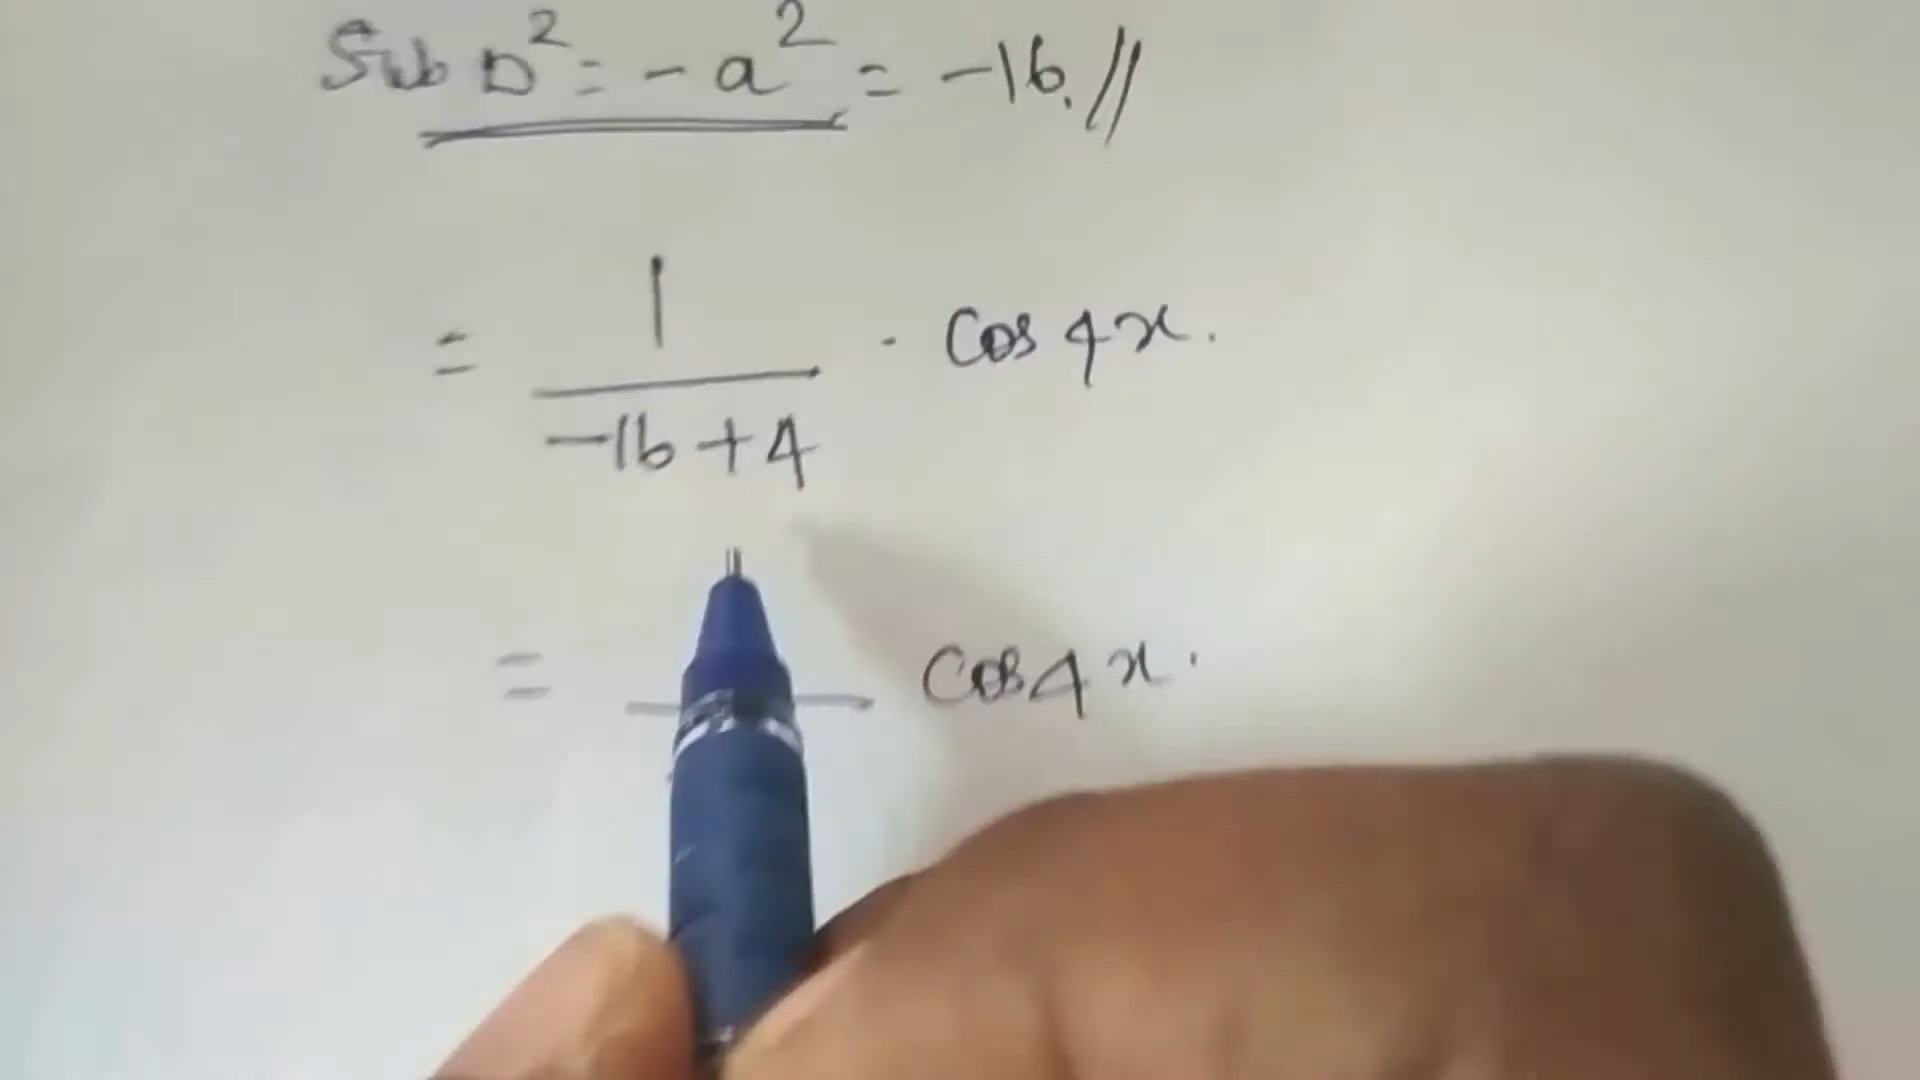 Sub D² = -a² = -16. //
= 1/(-16+4) · Cos 4x.
= Cos 4x.